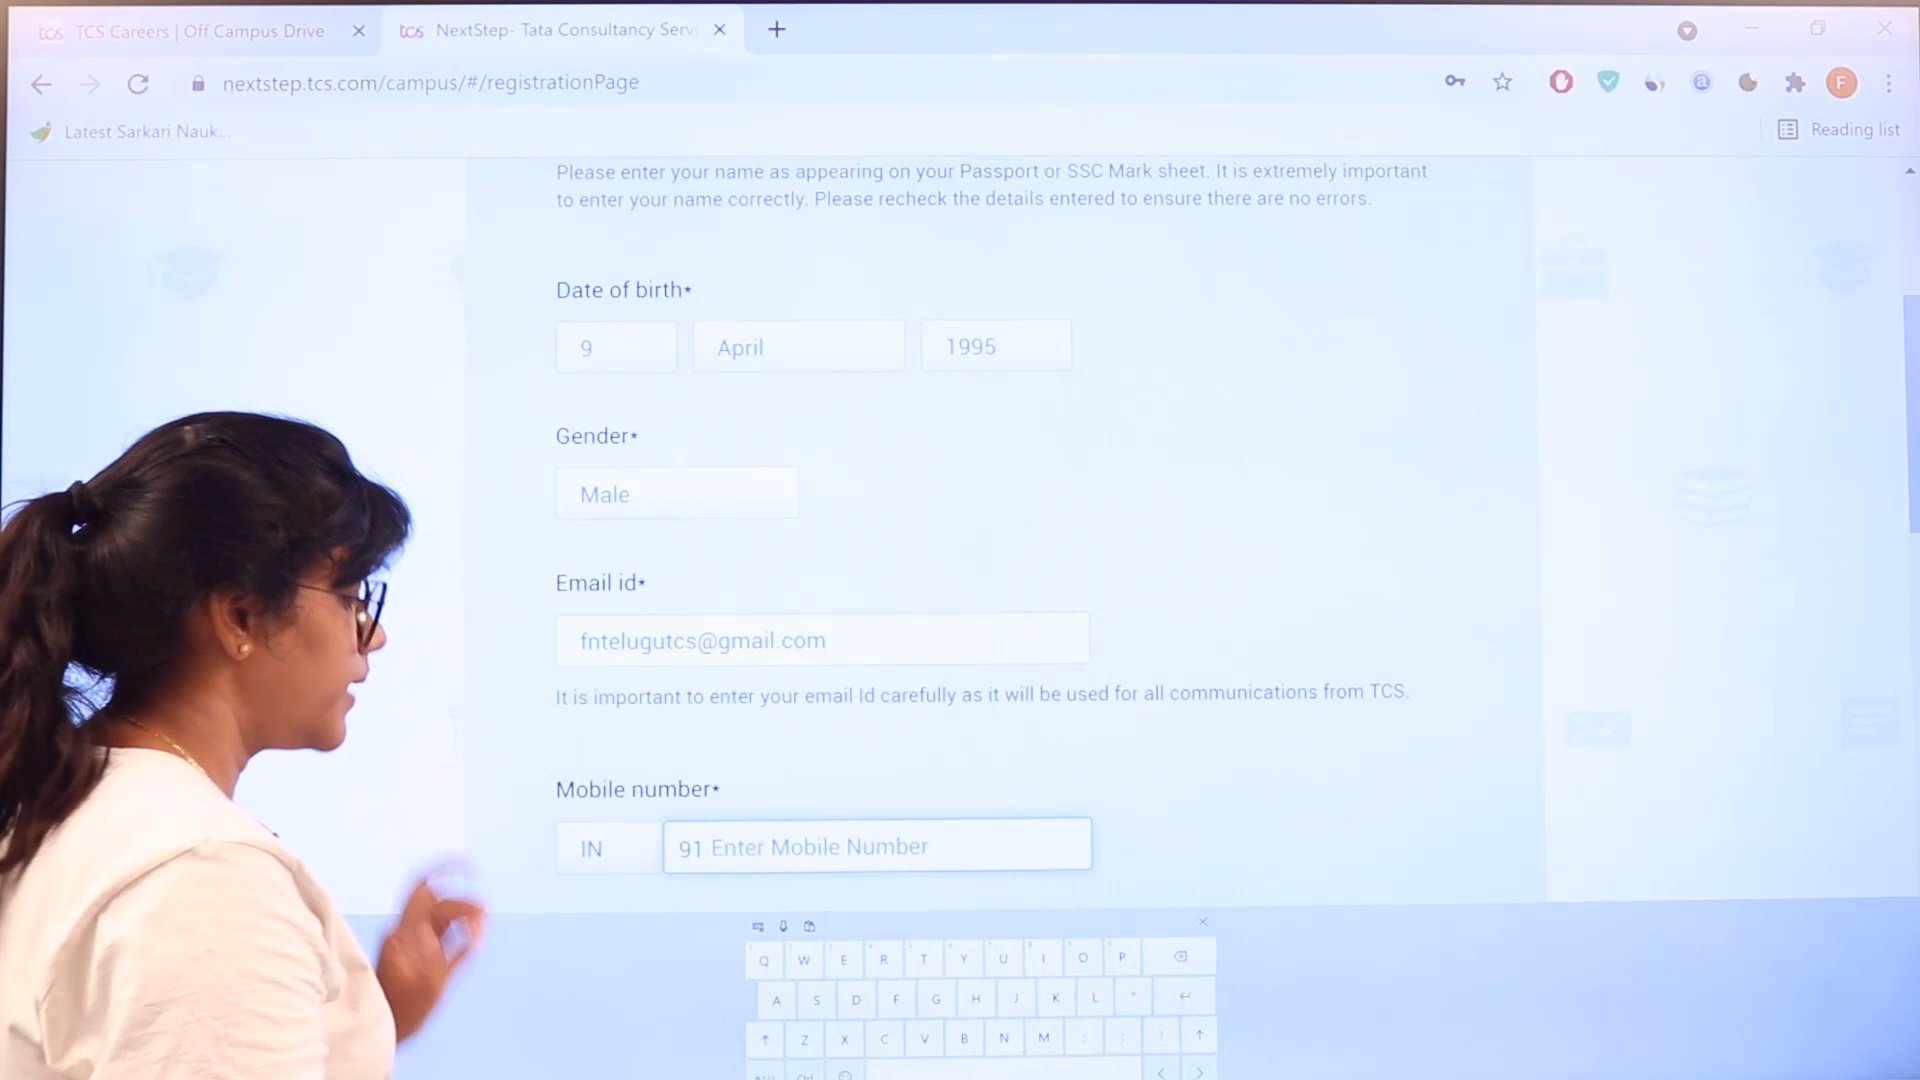 tcs TCS Careers | Off Campus Drive
tcs NextStep- Tata Consultancy Serv
nextstep.tcs.com/campus/#/registrationPage
a
F
Latest Sarkari Nauk...
Reading list
Please enter your name as appearing on your Passport or SSC Mark sheet. It is extremely important
to enter your name correctly. Please recheck the details entered to ensure there are no errors.
Date of birth*
9 April 1995
Gender*
Male
Email id*
fntelugutcs@gmail.com
It is important to enter your email Id carefully as it will be used for all communications from TCS.
Mobile number*
IN 91 Enter Mobile Number
Q W E R T Y U I O P
A S D F G H J K L
Z X C V B N M